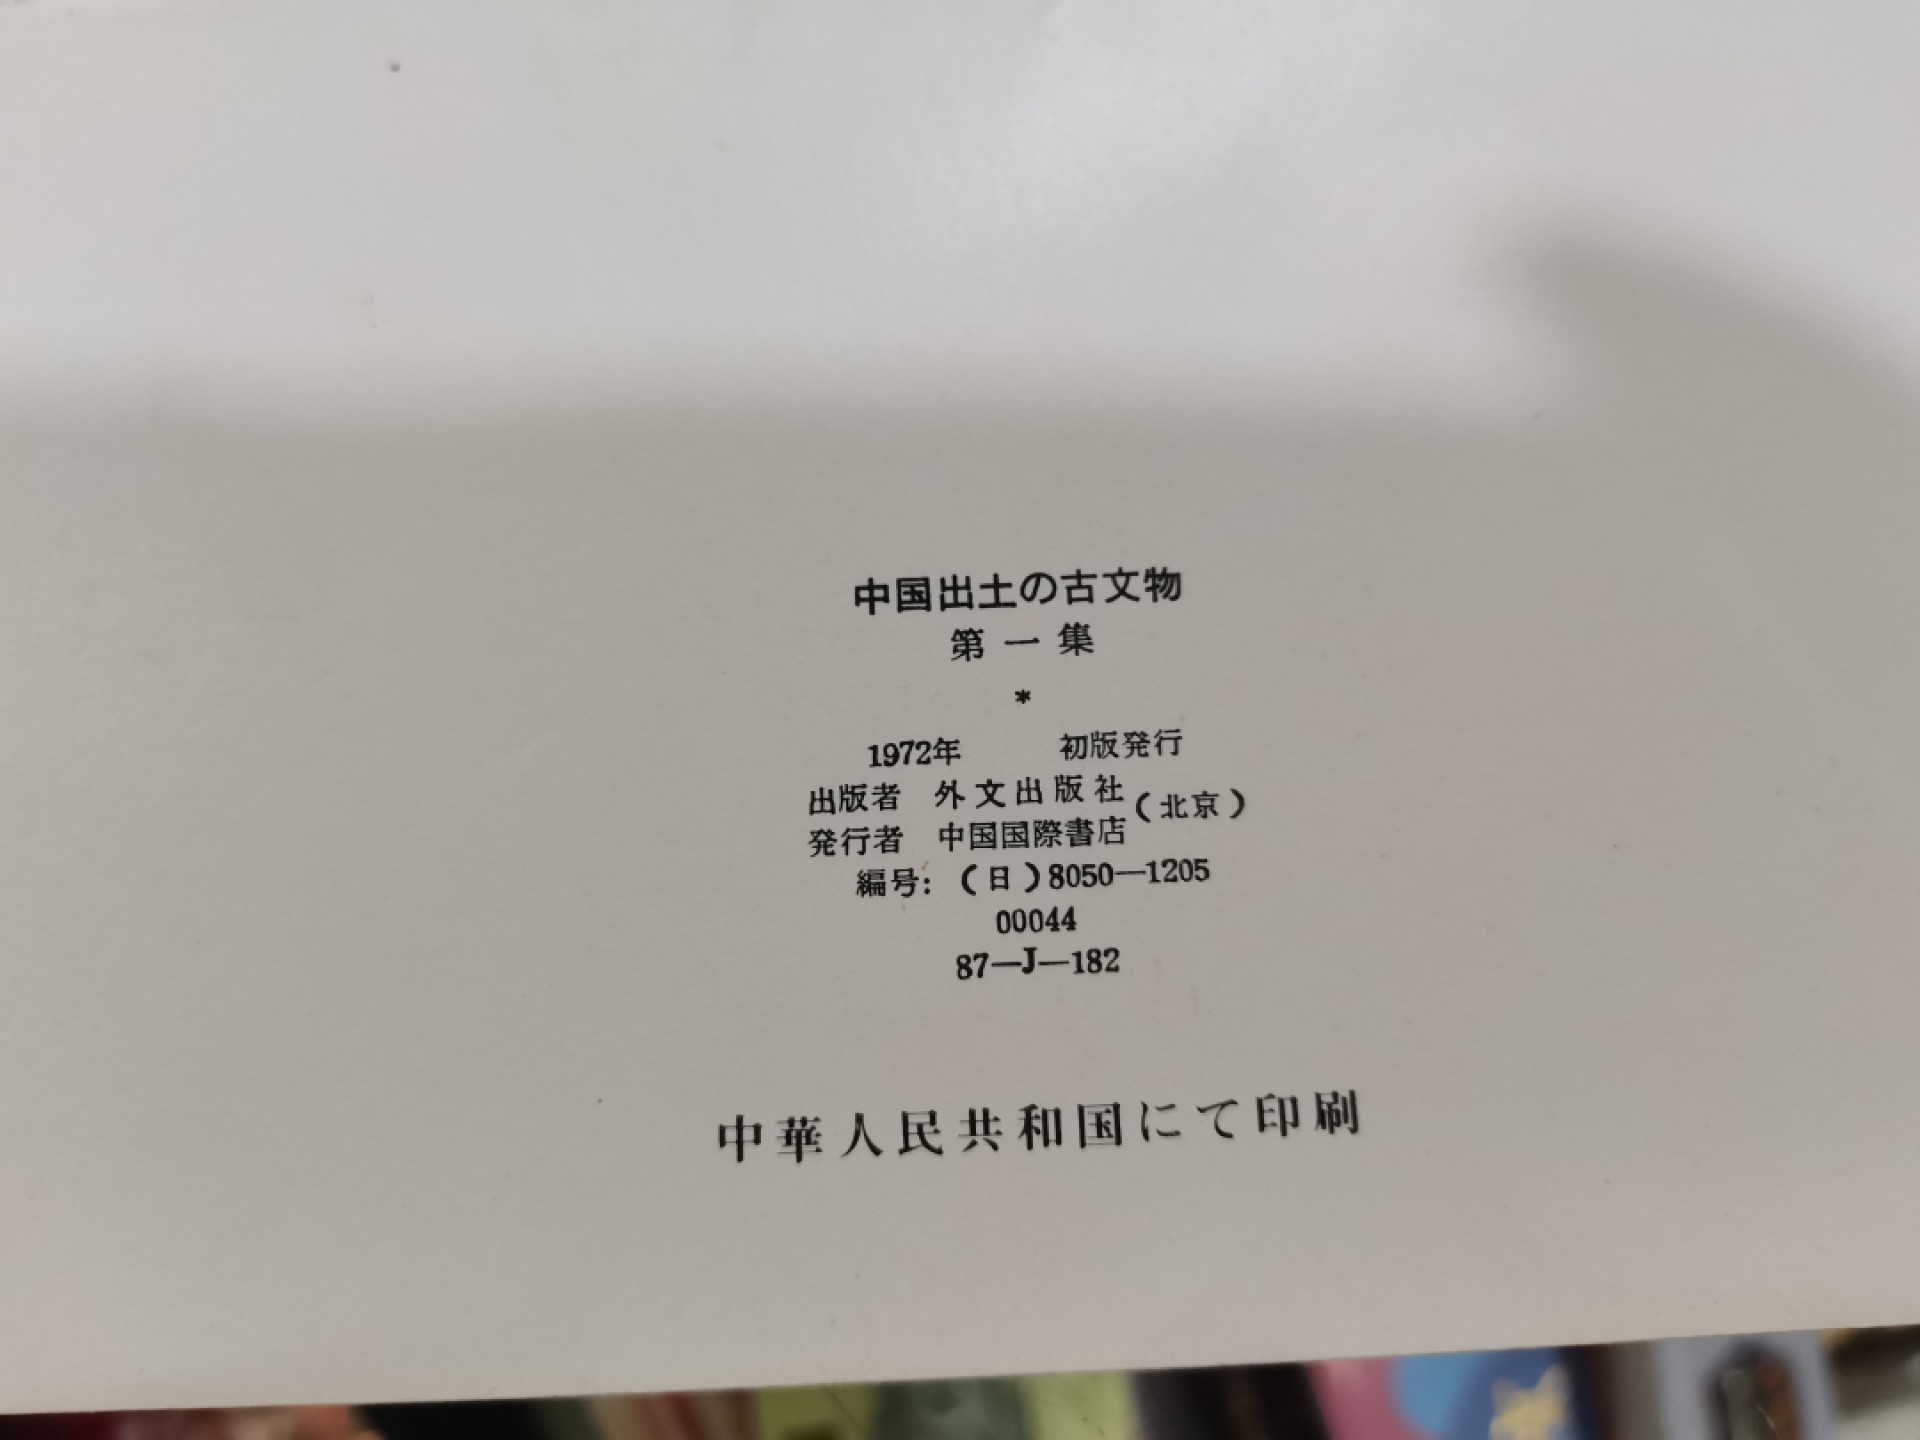 中国出土の古文物
第一集
*
1972年 初版発行
出版者 外文出版社
(北京)
発行者 中国国際書店
編号:(日)8050—1205
00044
87—J—182
中華人民共和国にて印刷